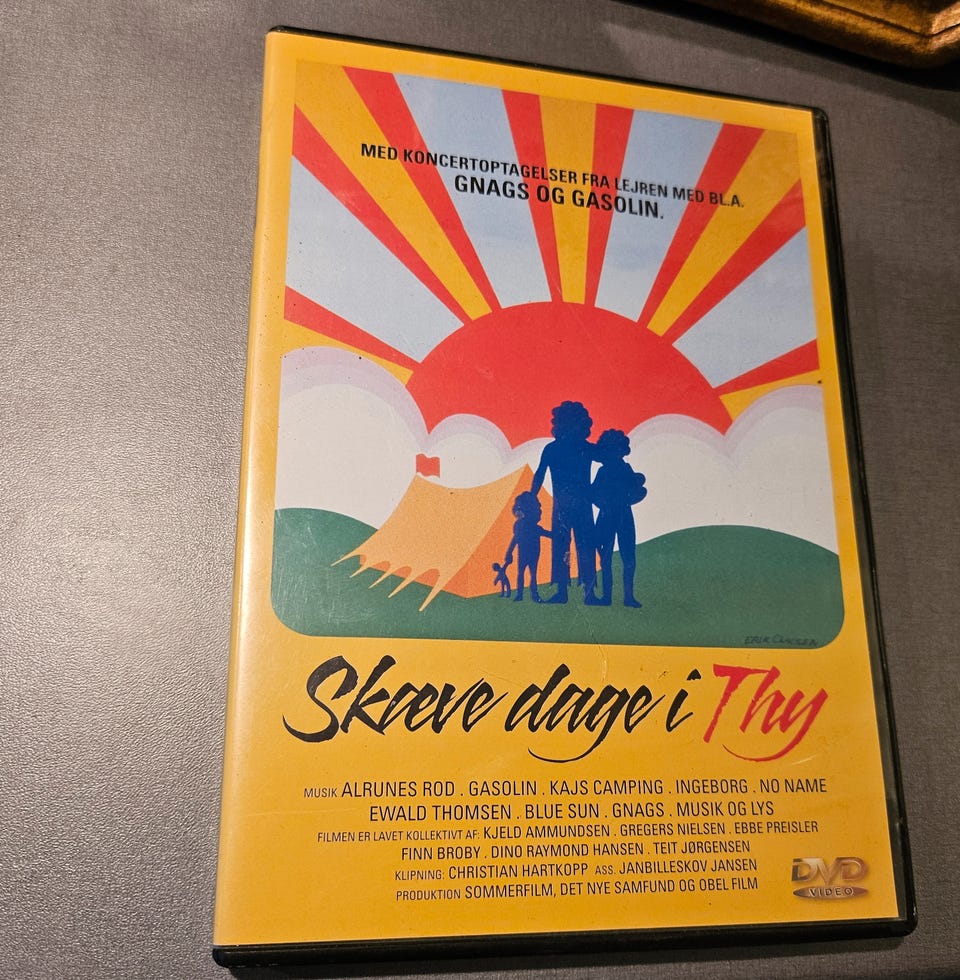 MED KONCERTOPTAGELSER FRA LEJREN MED BL.A.
GNAGS OG GASOLIN.
ERIK CLAUSEN
Skæve dage i Thy
MUSIK ALRUNES ROD . GASOLIN . KAJS CAMPING . INGEBORG . NO NAME
EWALD THOMSEN . BLUE SUN . GNAGS . MUSIK OG LYS
FILMEN ER LAVET KOLLEKTIVT AF: KJELD AMMUNDSEN . GREGERS NIELSEN . EBBE PREISLER
FINN BROBY . DINO RAYMOND HANSEN . TEIT JØRGENSEN
KLIPNING: CHRISTIAN HARTKOPP ASS. JANBILLESKOV JANSEN
PRODUKTION SOMMERFILM, DET NYE SAMFUND OG OBEL FILM
DVD
VIDEO